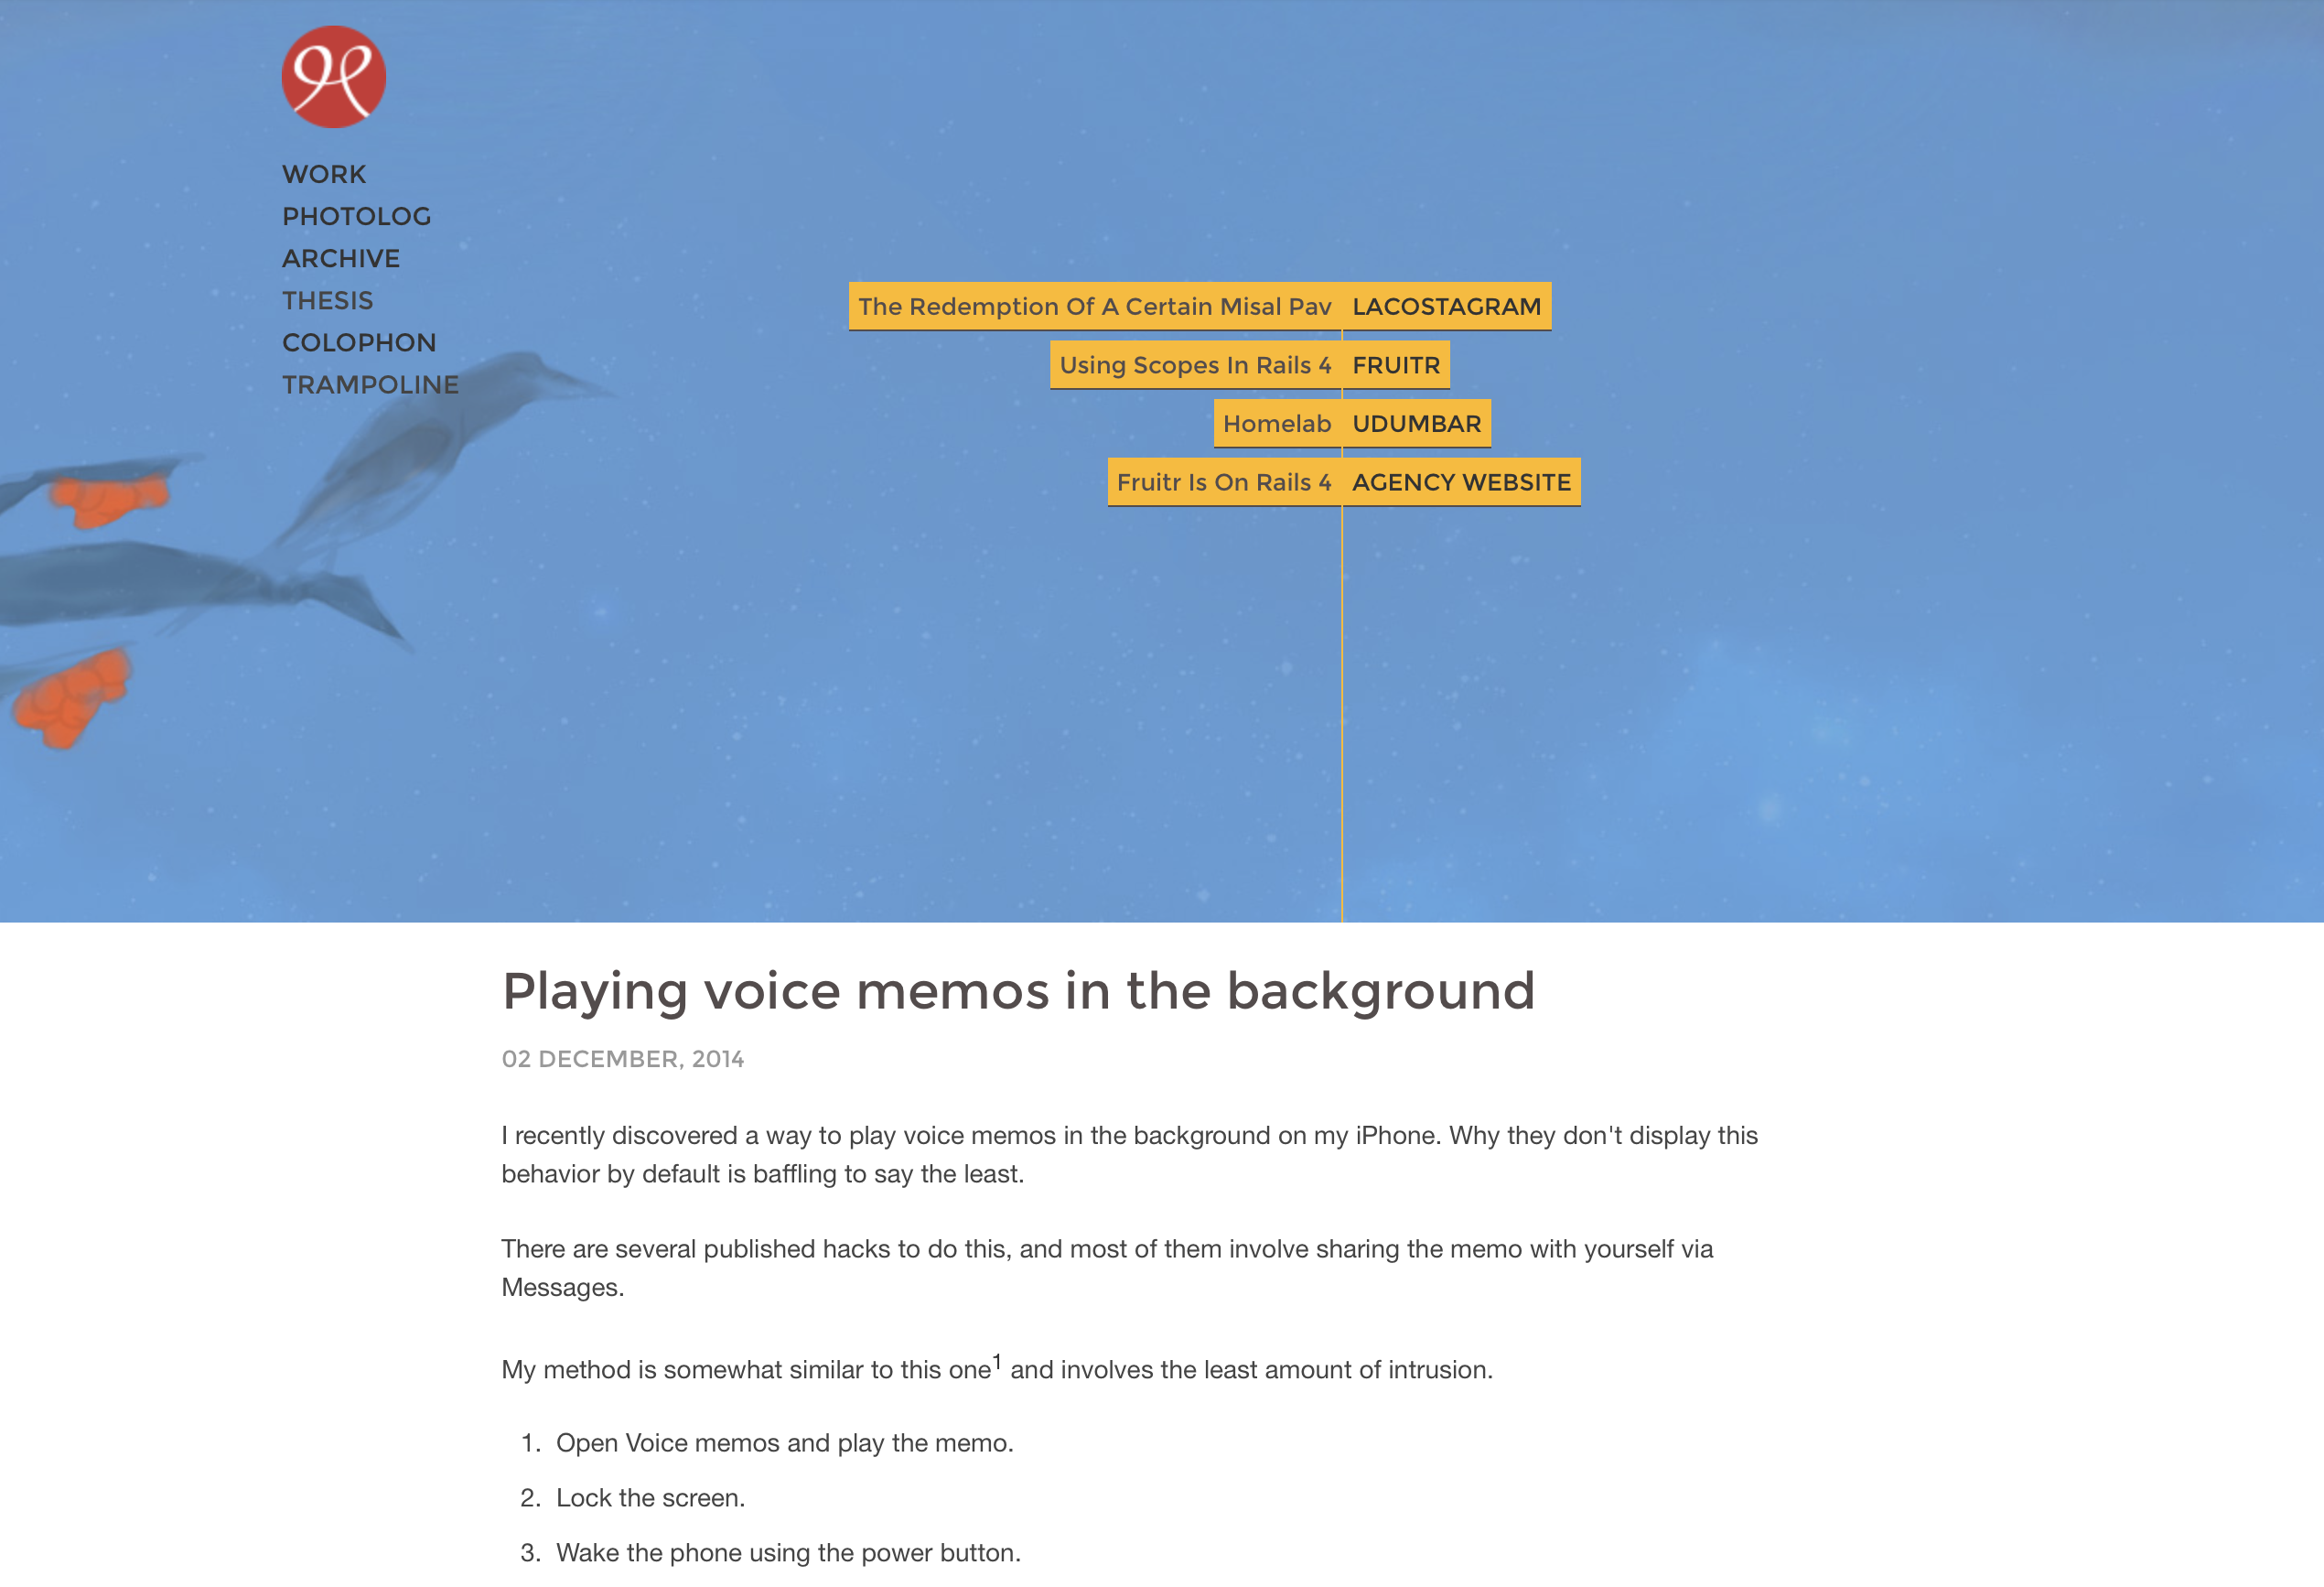 WORK
PHOTOLOG
ARCHIVE
THESIS
COLOPHON
TRAMPOLINE
The Redemption Of A Certain Misal Pav LACOSTAGRAM
Using Scopes In Rails 4 FRUITR
Homelab UDUMBAR
Fruitr Is On Rails 4 AGENCY WEBSITE
Playing voice memos in the background
02 DECEMBER, 2014
I recently discovered a way to play voice memos in the background on my iPhone. Why they don't display this
behavior by default is baffling to say the least.
There are several published hacks to do this, and most of them involve sharing the memo with yourself via
Messages.
My method is somewhat similar to this one1 and involves the least amount of intrusion.
1. Open Voice memos and play the memo.
2. Lock the screen.
3. Wake the phone using the power button.